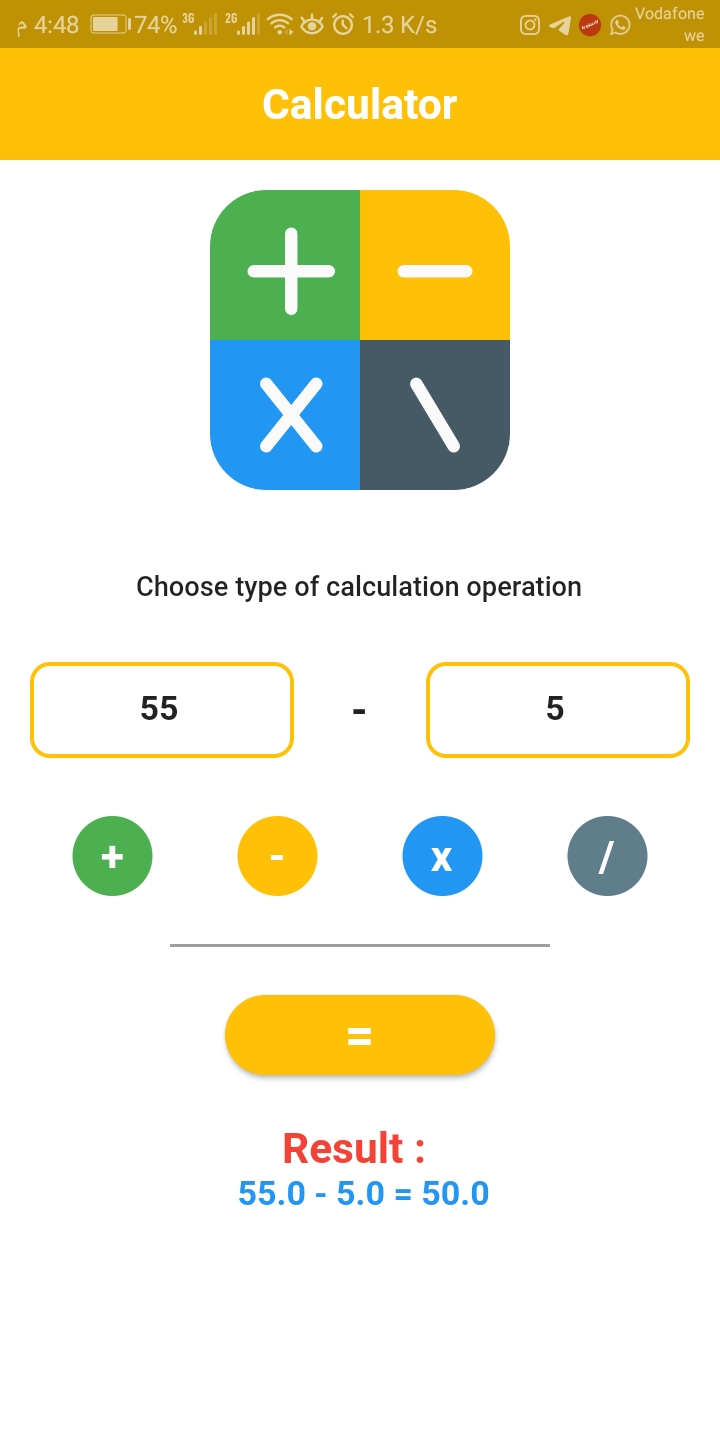 م 4:48 74% 3G 2G 1.3 K/s Vodafone
we
Calculator
+ −
X \
Choose type of calculation operation
55 - 5
+ - x /
=
Result :
55.0 - 5.0 = 50.0